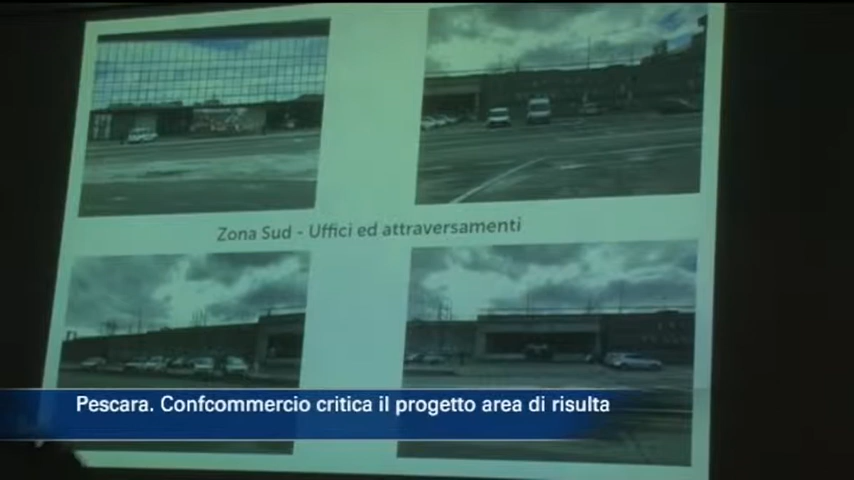 Zona Sud - Uffici ed attraversamenti
Pescara. Confcommercio critica il progetto area di risulta